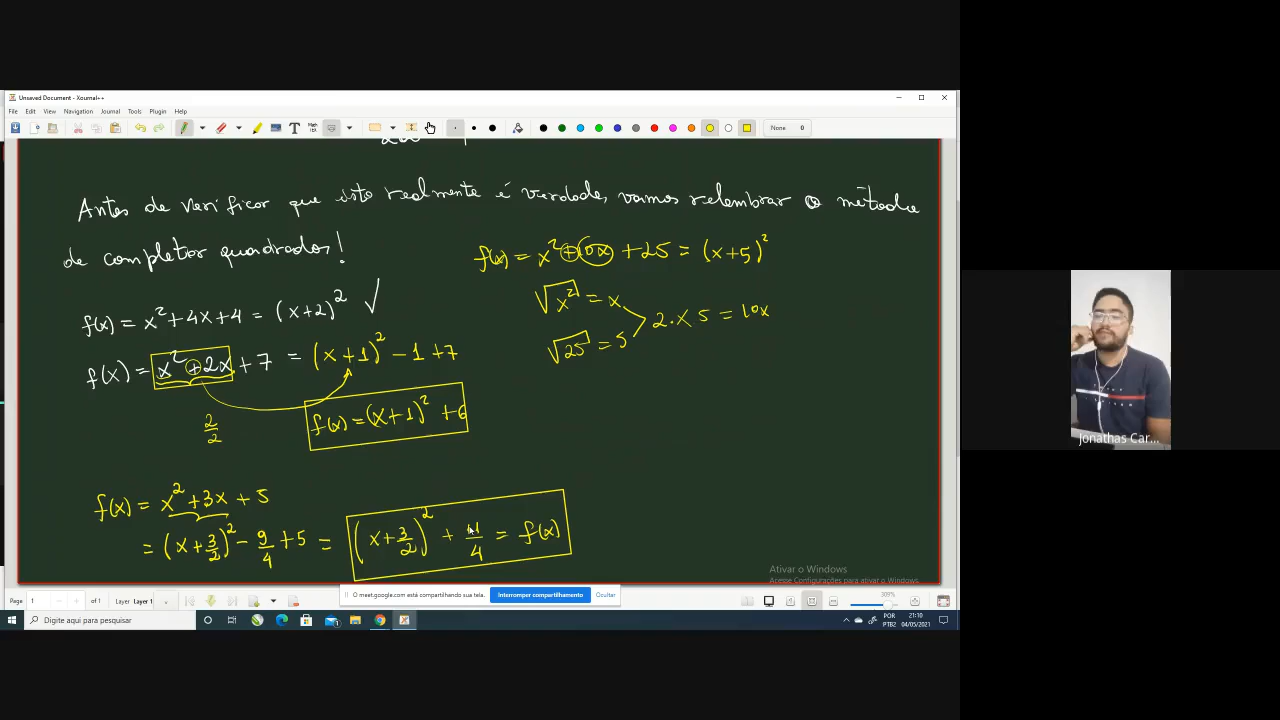 Unsaved Document - Xournal++
File Edit View Navigation Journal Tools Plugin Help
None 0
Antes de verificar que isto realmente é verdade, vamos relembrar o método
de completar quadrados!
f(x) = x² + 10x + 25 = (x+5)²
√x² = x
2.x 5 = 10x
√25 = 5
f(x) = x² + 4x + 4 = (x+2)² ✓
f(x) = x² + 2x + 7 = (x+1)² - 1 + 7
2/2
f(x) = (x+1)² + 6
f(x) = x² + 3x + 5
= (x + 3/2)² - 9/4 + 5 = (x + 3/2)² + 11/4 = f(x)
Jonathas Car...
Ativar o Windows
Acesse Configurações para ativar o Windows.
Page 1 of 1 Layer Layer 1
O meet.google.com está compartilhando sua tela. Interromper compartilhamento Ocultar
309%
Digite aqui para pesquisar
POR
PTB2
21:10
04/05/2021